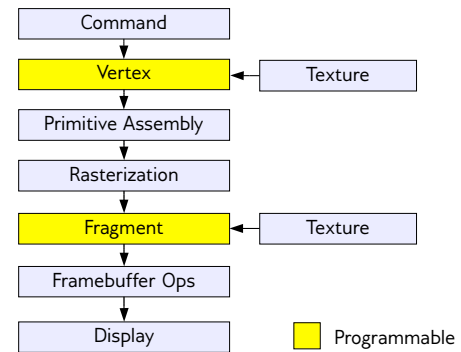 Command
Vertex
Texture
Primitive Assembly
Rasterization
Fragment
Texture
Framebuffer Ops
Display
Programmable